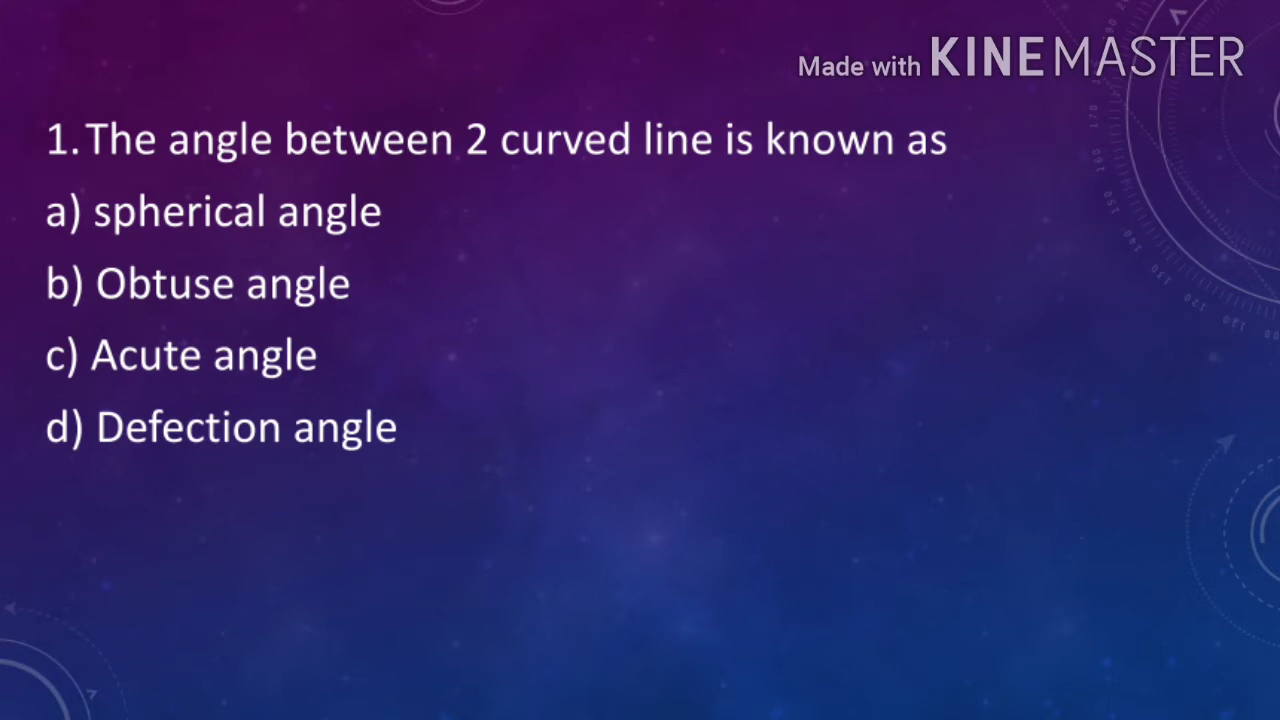 Made with KINEMASTER
1. The angle between 2 curved line is known as
a) spherical angle
b) Obtuse angle
c) Acute angle
d) Defection angle